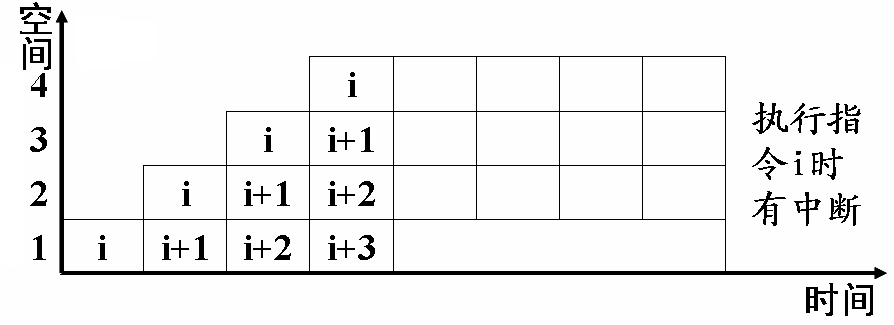 空
间
4 i
3 i i+1
2 i i+1 i+2
1 i i+1 i+2 i+3
执行指
令i时
有中断
时间